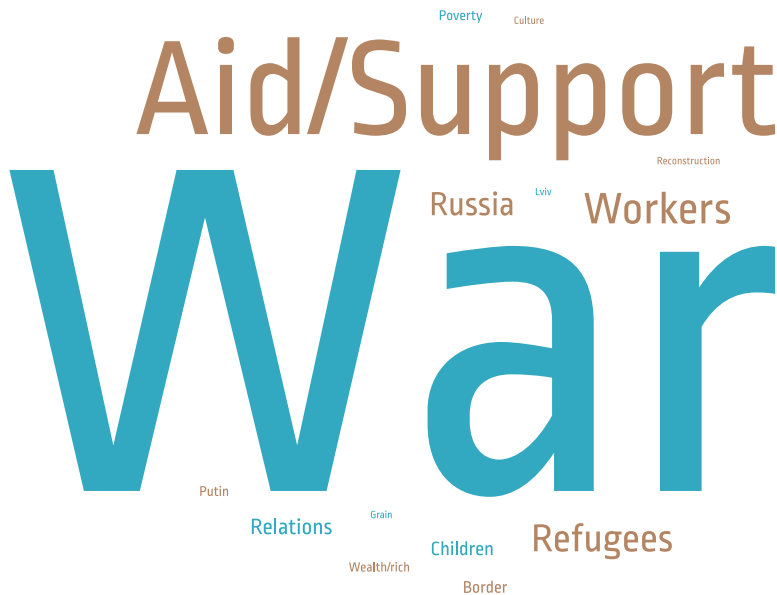 Poverty
Culture
Aid/Support
Reconstruction
Lviv
Russia
Workers
War
Putin
Grain
Relations
Children
Refugees
Wealth/rich
Border